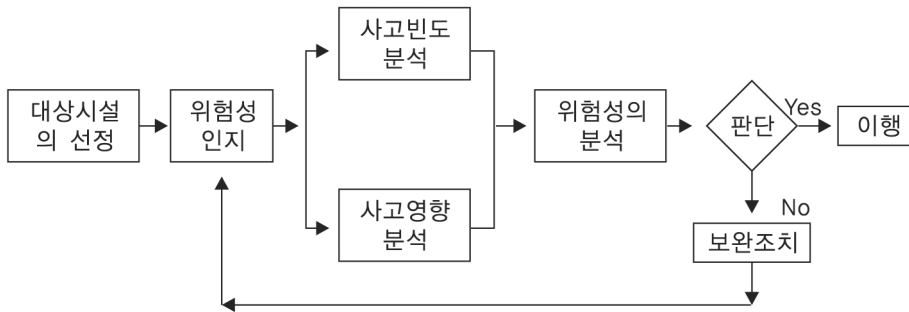 대상시설
의 선정
위험성
인지
사고빈도
분석
사고영향
분석
위험성의
분석
판단
Yes
이행
No
보완조치